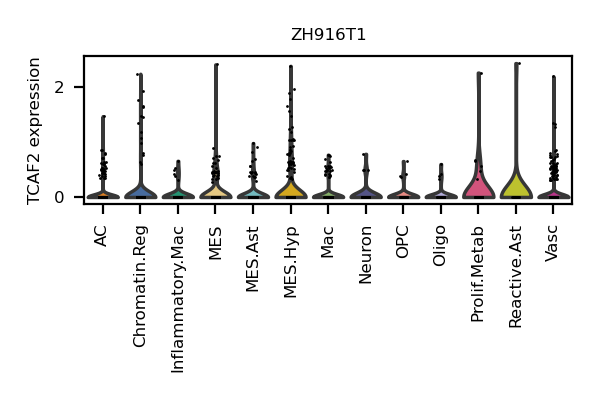 ZH916T1
TCAF2 expression
2
0
AC
Chromatin.Reg
Inflammatory.Mac
MES
MES.Ast
MES.Hyp
Mac
Neuron
OPC
Oligo
Prolif.Metab
Reactive.Ast
Vasc